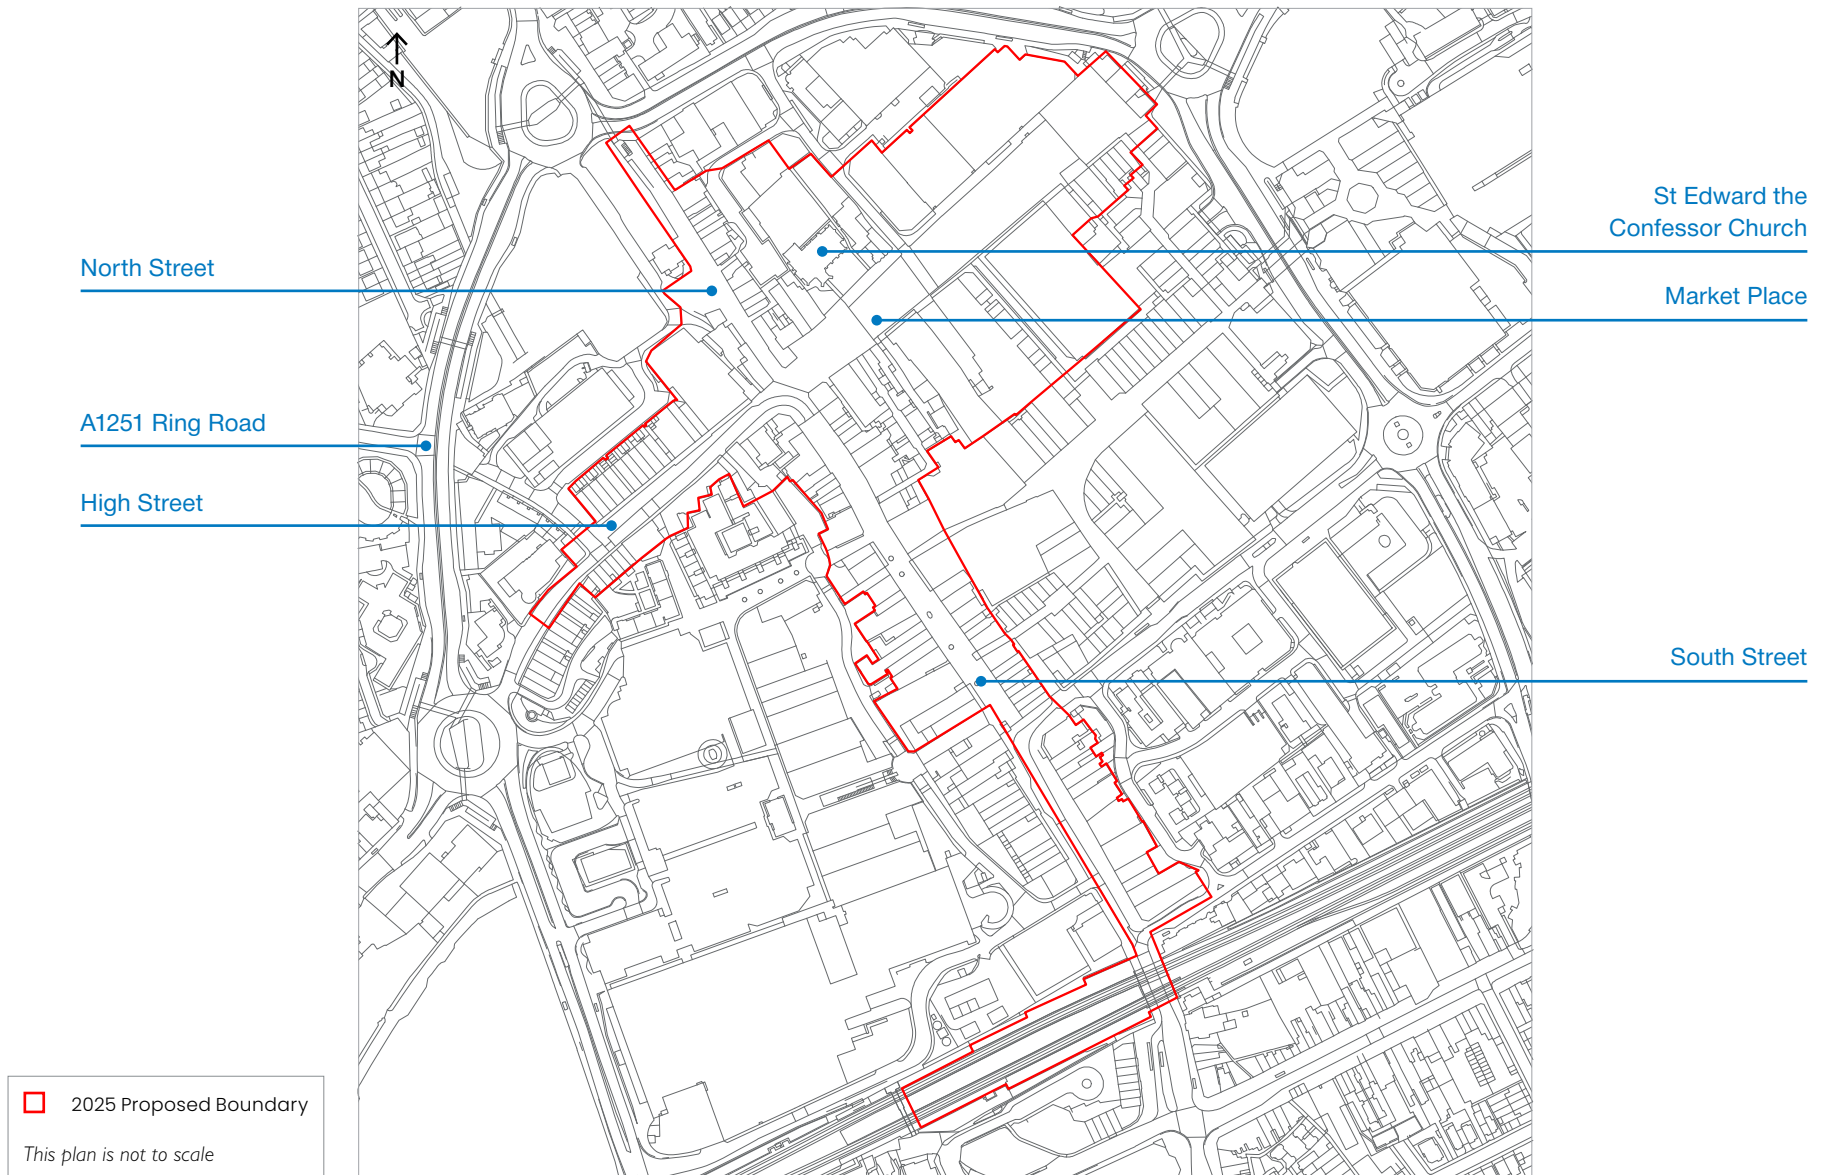 N
North Street
A1251 Ring Road
High Street
St Edward the
Confessor Church
Market Place
South Street
2025 Proposed Boundary
This plan is not to scale